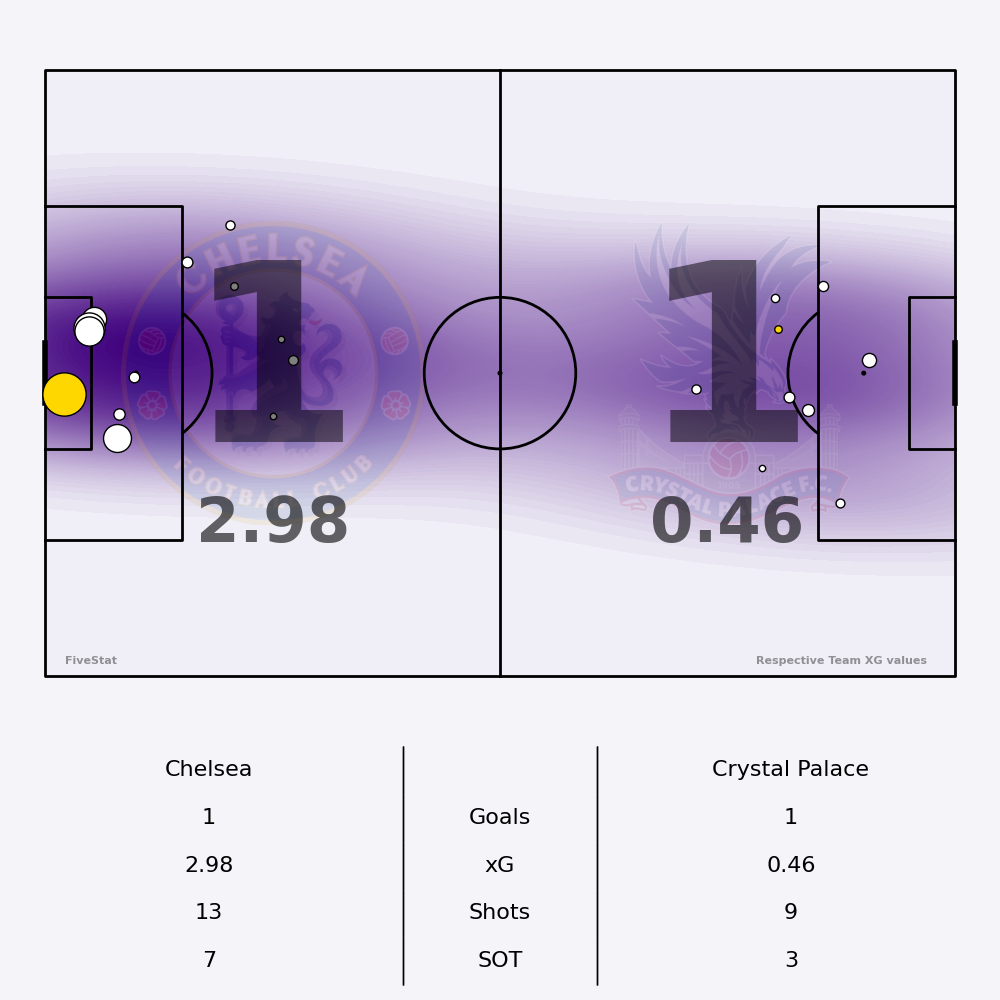 CHELSEA
FOOTBALL CLUB
1
1
CRYSTAL PALACE F.C.
2.98
0.46
FiveStat
Respective Team XG values
Chelsea Crystal Palace
1 Goals 1
2.98 xG 0.46
13 Shots 9
7 SOT 3